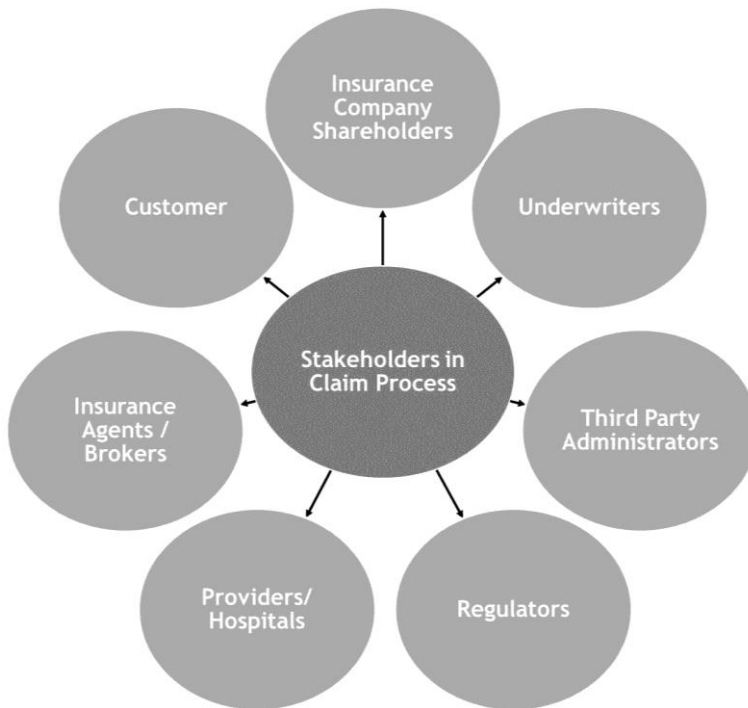 Insurance
Company
Shareholders
Customer
Underwriters
Stakeholders in
Claim Process
Insurance
Agents /
Brokers
Third Party
Administrators
Providers/
Hospitals
Regulators